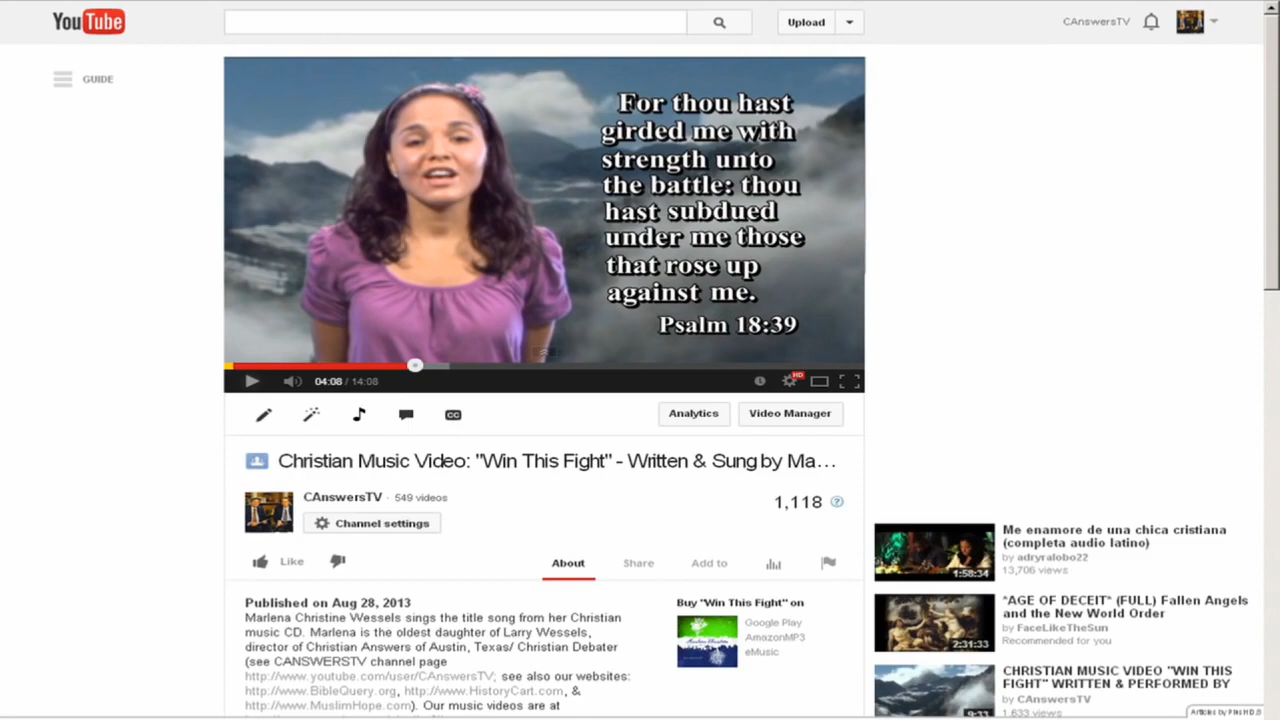 YouTube
Upload
CAnswersTV
GUIDE
For thou hast
girded me with
strength unto
the battle: thou
hast subdued
under me those
that rose up
against me.
Psalm 18:39
04:08 / 14:08
HD
CC
Analytics
Video Manager
Christian Music Video: "Win This Fight" - Written & Sung by Ma...
CAnswersTV · 549 videos
1,118 ?
Channel settings
Like
About
Share
Add to
Published on Aug 28, 2013
Marlena Christine Wessels sings the title song from her Christian
music CD. Marlena is the oldest daughter of Larry Wessels,
director of Christian Answers of Austin, Texas/ Christian Debater
(see CANSWERSTV channel page
http://www.youtube.com/user/CAnswersTV; see also our websites:
http://www.BibleQuery.org, http://www.HistoryCart.com, &
http://www.MuslimHope.com). Our music videos are at
Buy "Win This Fight" on
Google Play
AmazonMP3
eMusic
Me enamore de una chica cristiana
(completa audio latino)
by adryralobo22
13,706 views
1:58:34
*AGE OF DECEIT* (FULL) Fallen Angels
and the New World Order
by FaceLikeTheSun
Recommended for you
2:31:33
CHRISTIAN MUSIC VIDEO "WIN THIS
FIGHT" WRITTEN & PERFORMED BY
by CAnswersTV
1,633 views
9:33